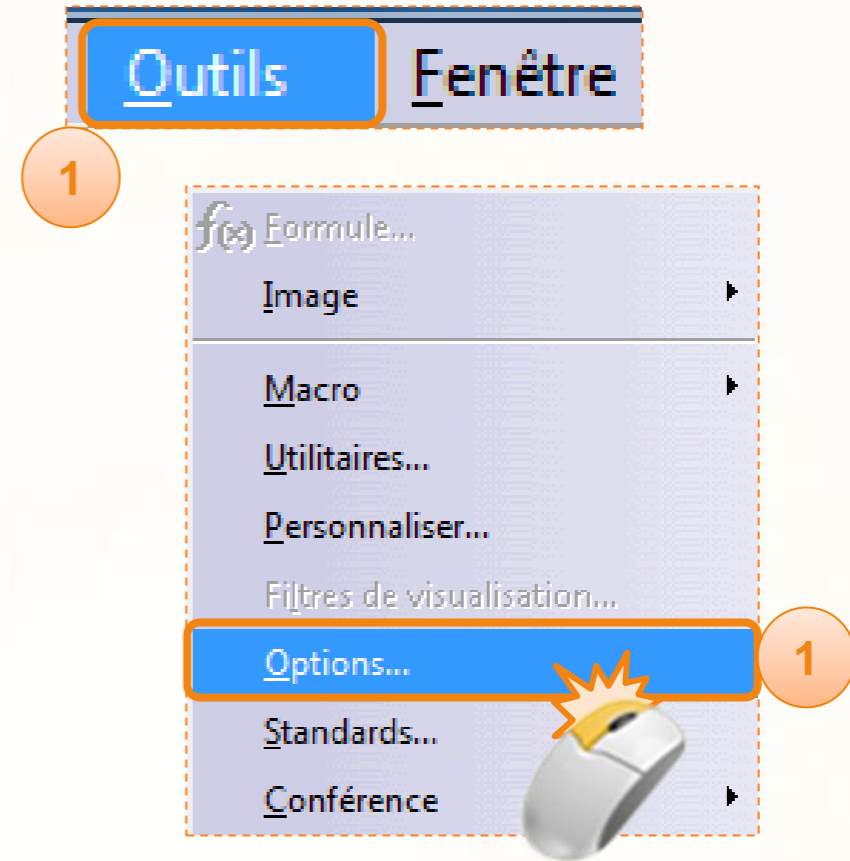 Outils Fenêtre
1
f(x) Formule...
Image
Macro
Utilitaires...
Personnaliser...
Filtres de visualisation...
Options...
1
Standards...
Conférence